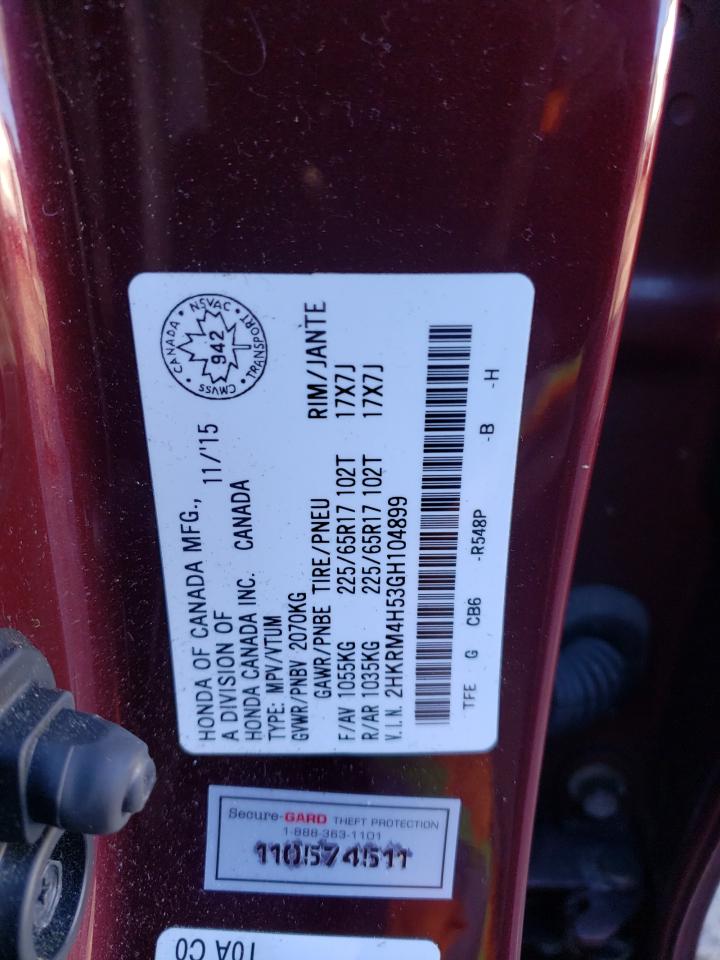 HONDA OF CANADA MFG., 11/'15
A DIVISION OF
HONDA CANADA INC. CANADA
TYPE: MPV/VTUM
GVWR/PNBV 2070KG
GAWR/PNBE TIRE/PNEU RIM/JANTE
F/AV 1055KG 225/65R17 102T 17X7J
R/AR 1035KG 225/65R17 102T 17X7J
V.I.N. 2HKRM4H53GH104899
TFE G CB6 -R548P -B -H
CANADA • NSVAC • TRANSPORT • CMVSS •
942
Secure-GARD THEFT PROTECTION
1-888-363-1101
110574511
TOA CO